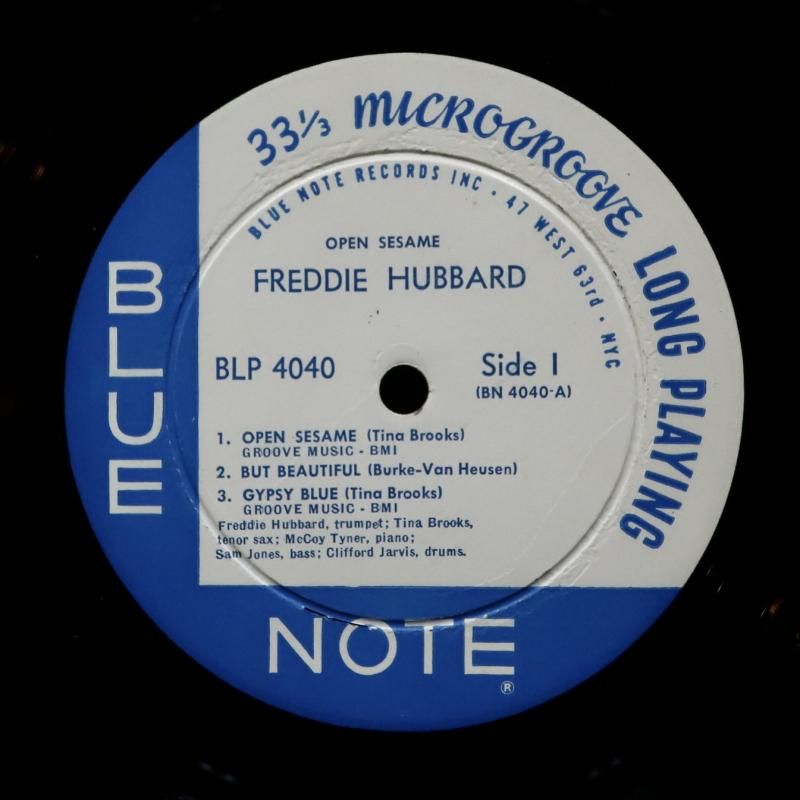 33⅓ MICROGROOVE LONG PLAYING
BLUE NOTE RECORDS INC · 47 WEST 63rd · NYC
OPEN SESAME
FREDDIE HUBBARD
BLP 4040
Side 1
(BN 4040-A)
1. OPEN SESAME (Tina Brooks)
GROOVE MUSIC - BMI
2. BUT BEAUTIFUL (Burke-Van Heusen)
3. GYPSY BLUE (Tina Brooks)
GROOVE MUSIC - BMI
Freddie Hubbard, trumpet; Tina Brooks,
tenor sax; McCoy Tyner, piano;
Sam Jones, bass; Clifford Jarvis, drums.
BLUE
NOTE
®